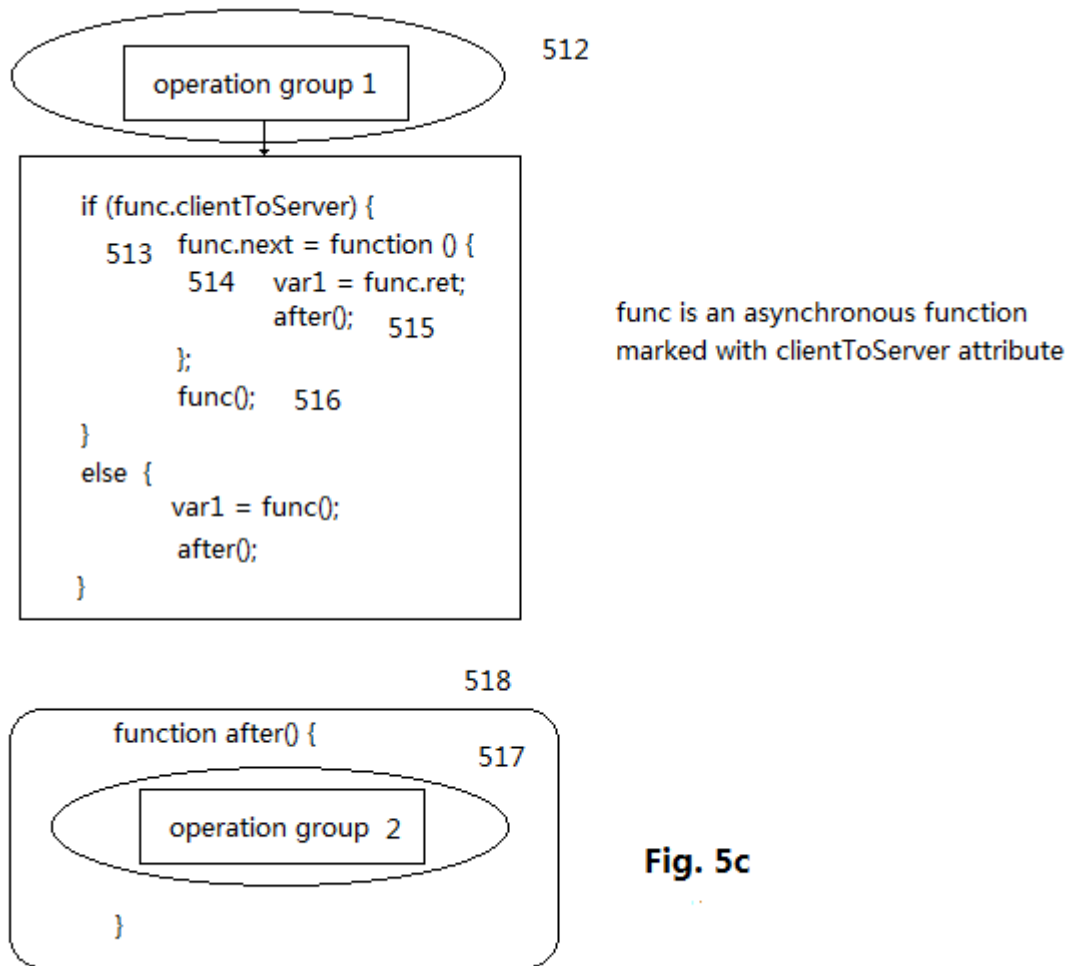 operation group 1
512
if (func.clientToServer) {
513 func.next = function () {
514 var1 = func.ret;
after(); 515
};
func(); 516
}
else {
var1 = func();
after();
}
func is an asynchronous function
marked with clientToServer attribute
518
function after() {
517
operation group 2
}
Fig. 5c